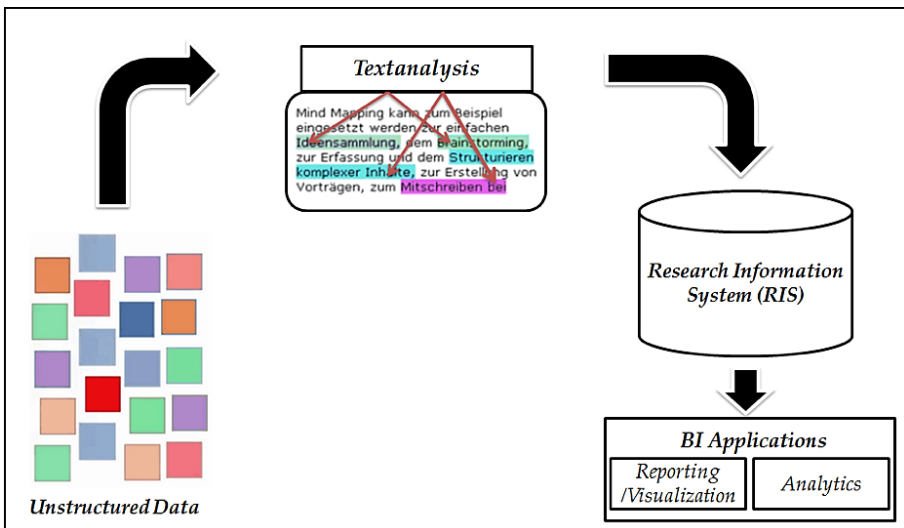 Textanalysis
Mind Mapping kann zum Beispiel
eingesetzt werden zur einfachen
Ideensammlung, dem Brainstorming,
zur Erfassung und dem Strukturieren
komplexer Inhalte, zur Erstellung von
Vorträgen, zum Mitschreiben bei
Research Information
System (RIS)
BI Applications
Reporting
/Visualization
Analytics
Unstructured Data